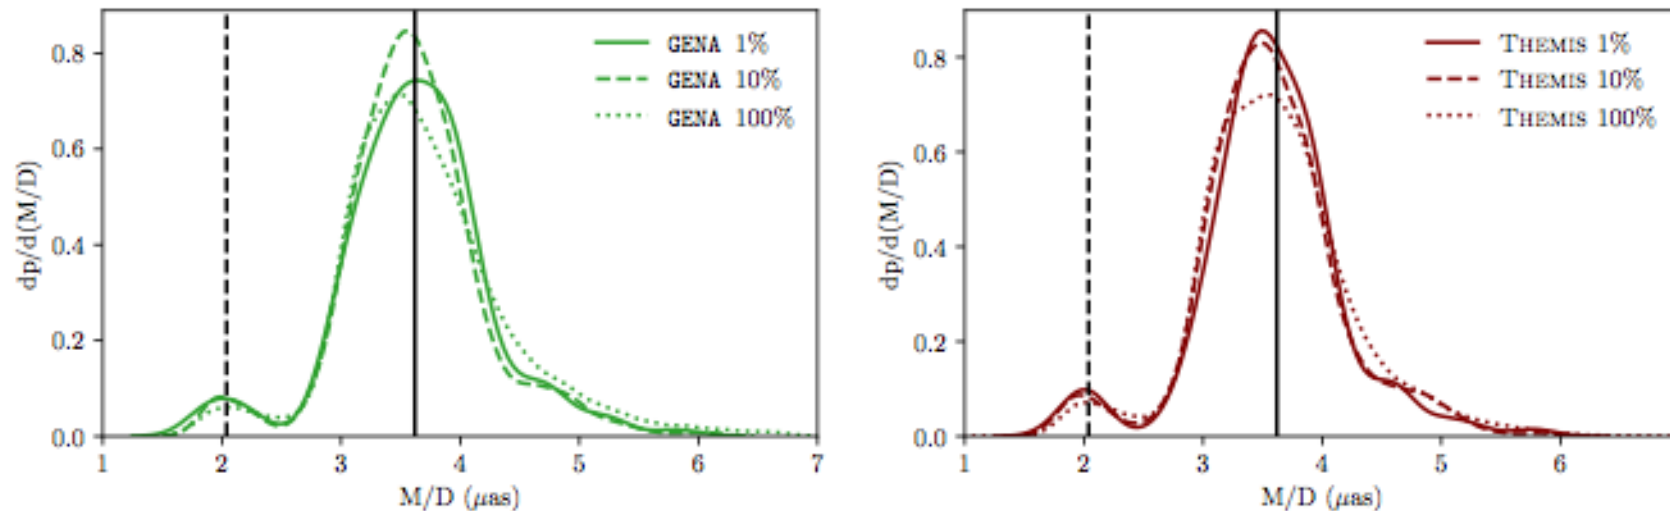 GENA 1%
GENA 10%
GENA 100%
dp/d(M/D)
0.8
0.6
0.4
0.2
0.0
1 2 3 4 5 6 7
M/D (μas)
THEMIS 1%
THEMIS 10%
THEMIS 100%
dp/d(M/D)
0.8
0.6
0.4
0.2
0.0
1 2 3 4 5 6
M/D (μas)